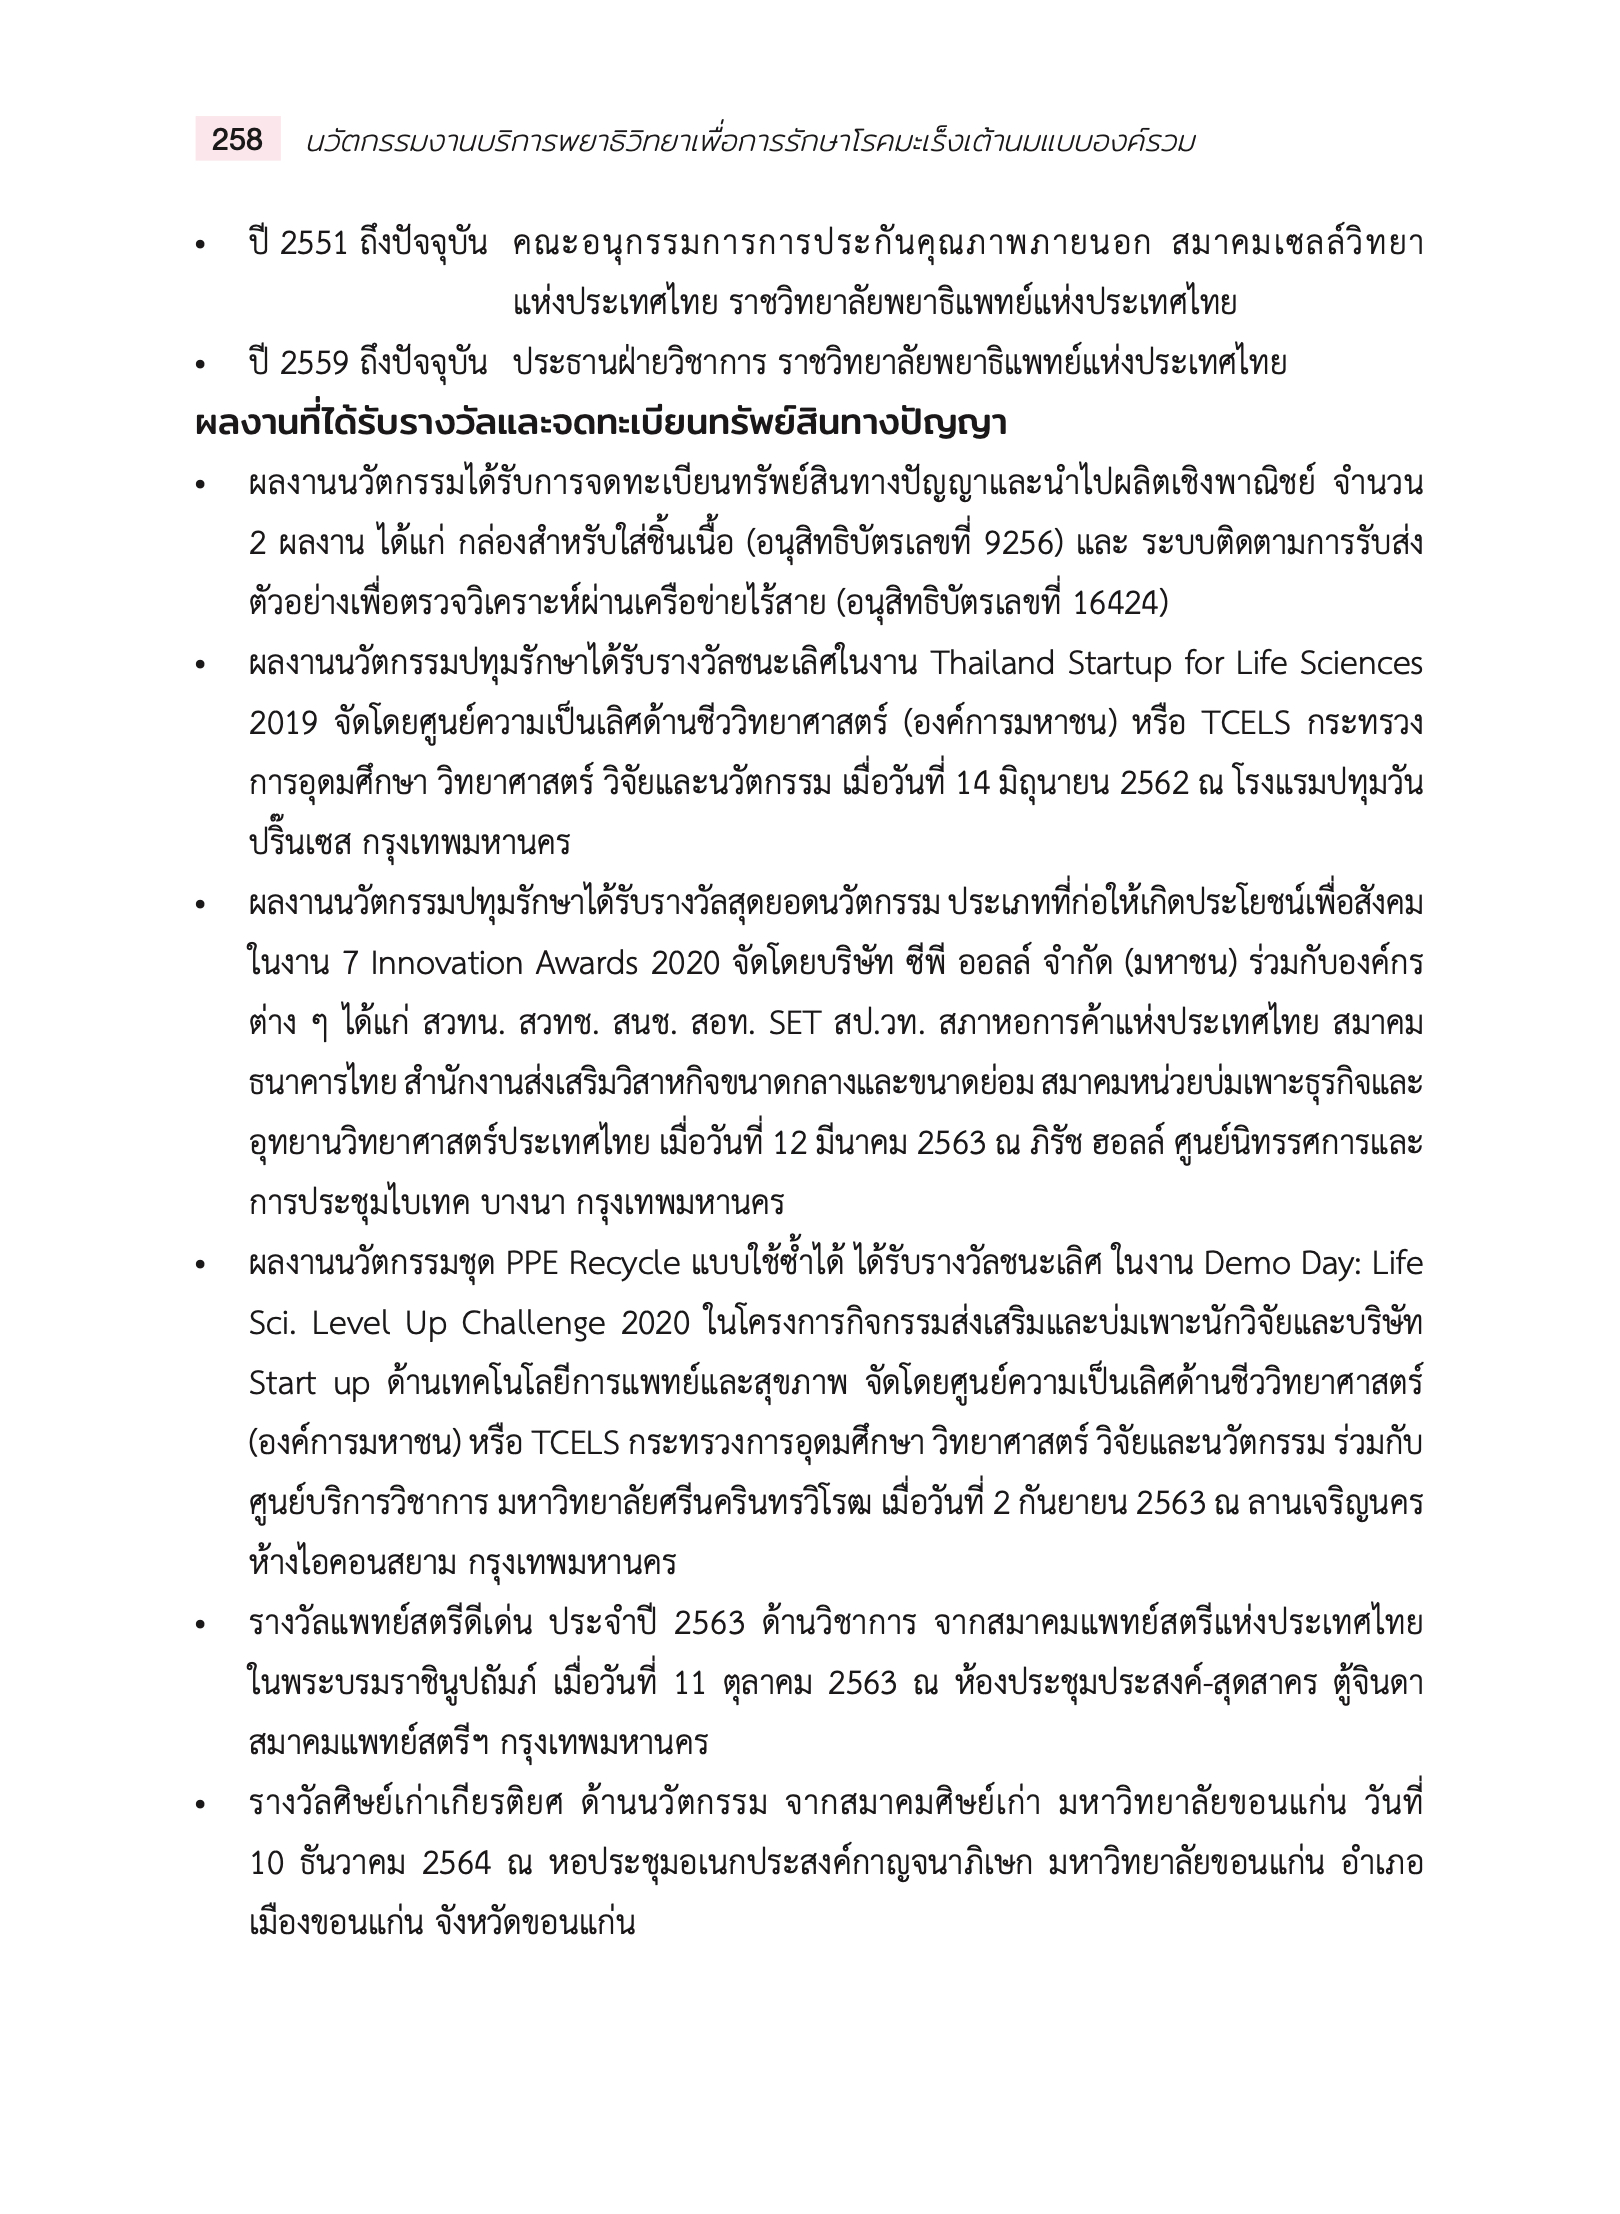 258 นวัตกรรมงานบริการพยาธิวิทยาเพื่อการรักษาโรคมะเร็งเต้านมแบบองค์รวม
• ปี 2551 ถึงปัจจุบัน คณะอนุกรรมการการประกันคุณภาพภายนอก สมาคมเซลล์วิทยา
แห่งประเทศไทย ราชวิทยาลัยพยาธิแพทย์แห่งประเทศไทย
• ปี 2559 ถึงปัจจุบัน ประธานฝ่ายวิชาการ ราชวิทยาลัยพยาธิแพทย์แห่งประเทศไทย
ผลงานที่ได้รับรางวัลและจดทะเบียนทรัพย์สินทางปัญญา
• ผลงานนวัตกรรมได้รับการจดทะเบียนทรัพย์สินทางปัญญาและนำไปผลิตเชิงพาณิชย์ จำนวน
2 ผลงาน ได้แก่ กล่องสำหรับใส่ชิ้นเนื้อ (อนุสิทธิบัตรเลขที่ 9256) และ ระบบติดตามการรับส่ง
ตัวอย่างเพื่อตรวจวิเคราะห์ผ่านเครือข่ายไร้สาย (อนุสิทธิบัตรเลขที่ 16424)
• ผลงานนวัตกรรมปทุมรักษาได้รับรางวัลชนะเลิศในงาน Thailand Startup for Life Sciences
2019 จัดโดยศูนย์ความเป็นเลิศด้านชีววิทยาศาสตร์ (องค์การมหาชน) หรือ TCELS กระทรวง
การอุดมศึกษา วิทยาศาสตร์ วิจัยและนวัตกรรม เมื่อวันที่ 14 มิถุนายน 2562 ณ โรงแรมปทุมวัน
ปริ๊นเซส กรุงเทพมหานคร
• ผลงานนวัตกรรมปทุมรักษาได้รับรางวัลสุดยอดนวัตกรรม ประเภทที่ก่อให้เกิดประโยชน์เพื่อสังคม
ในงาน 7 Innovation Awards 2020 จัดโดยบริษัท ซีพี ออลล์ จำกัด (มหาชน) ร่วมกับองค์กร
ต่าง ๆ ได้แก่ สวทน. สวทช. สนช. สอท. SET สป.วท. สภาหอการค้าแห่งประเทศไทย สมาคม
ธนาคารไทย สำนักงานส่งเสริมวิสาหกิจขนาดกลางและขนาดย่อม สมาคมหน่วยบ่มเพาะธุรกิจและ
อุทยานวิทยาศาสตร์ประเทศไทย เมื่อวันที่ 12 มีนาคม 2563 ณ ภิรัช ฮอลล์ ศูนย์นิทรรศการและ
การประชุมไบเทค บางนา กรุงเทพมหานคร
• ผลงานนวัตกรรมชุด PPE Recycle แบบใช้ซ้ำได้ ได้รับรางวัลชนะเลิศ ในงาน Demo Day: Life
Sci. Level Up Challenge 2020 ในโครงการกิจกรรมส่งเสริมและบ่มเพาะนักวิจัยและบริษัท
Start up ด้านเทคโนโลยีการแพทย์และสุขภาพ จัดโดยศูนย์ความเป็นเลิศด้านชีววิทยาศาสตร์
(องค์การมหาชน) หรือ TCELS กระทรวงการอุดมศึกษา วิทยาศาสตร์ วิจัยและนวัตกรรม ร่วมกับ
ศูนย์บริการวิชาการ มหาวิทยาลัยศรีนครินทรวิโรฒ เมื่อวันที่ 2 กันยายน 2563 ณ ลานเจริญนคร
ห้างไอคอนสยาม กรุงเทพมหานคร
• รางวัลแพทย์สตรีดีเด่น ประจำปี 2563 ด้านวิชาการ จากสมาคมแพทย์สตรีแห่งประเทศไทย
ในพระบรมราชินูปถัมภ์ เมื่อวันที่ 11 ตุลาคม 2563 ณ ห้องประชุมประสงค์-สุดสาคร ตู้จินดา
สมาคมแพทย์สตรีฯ กรุงเทพมหานคร
• รางวัลศิษย์เก่าเกียรติยศ ด้านนวัตกรรม จากสมาคมศิษย์เก่า มหาวิทยาลัยขอนแก่น วันที่
10 ธันวาคม 2564 ณ หอประชุมอเนกประสงค์กาญจนาภิเษก มหาวิทยาลัยขอนแก่น อำเภอ
เมืองขอนแก่น จังหวัดขอนแก่น